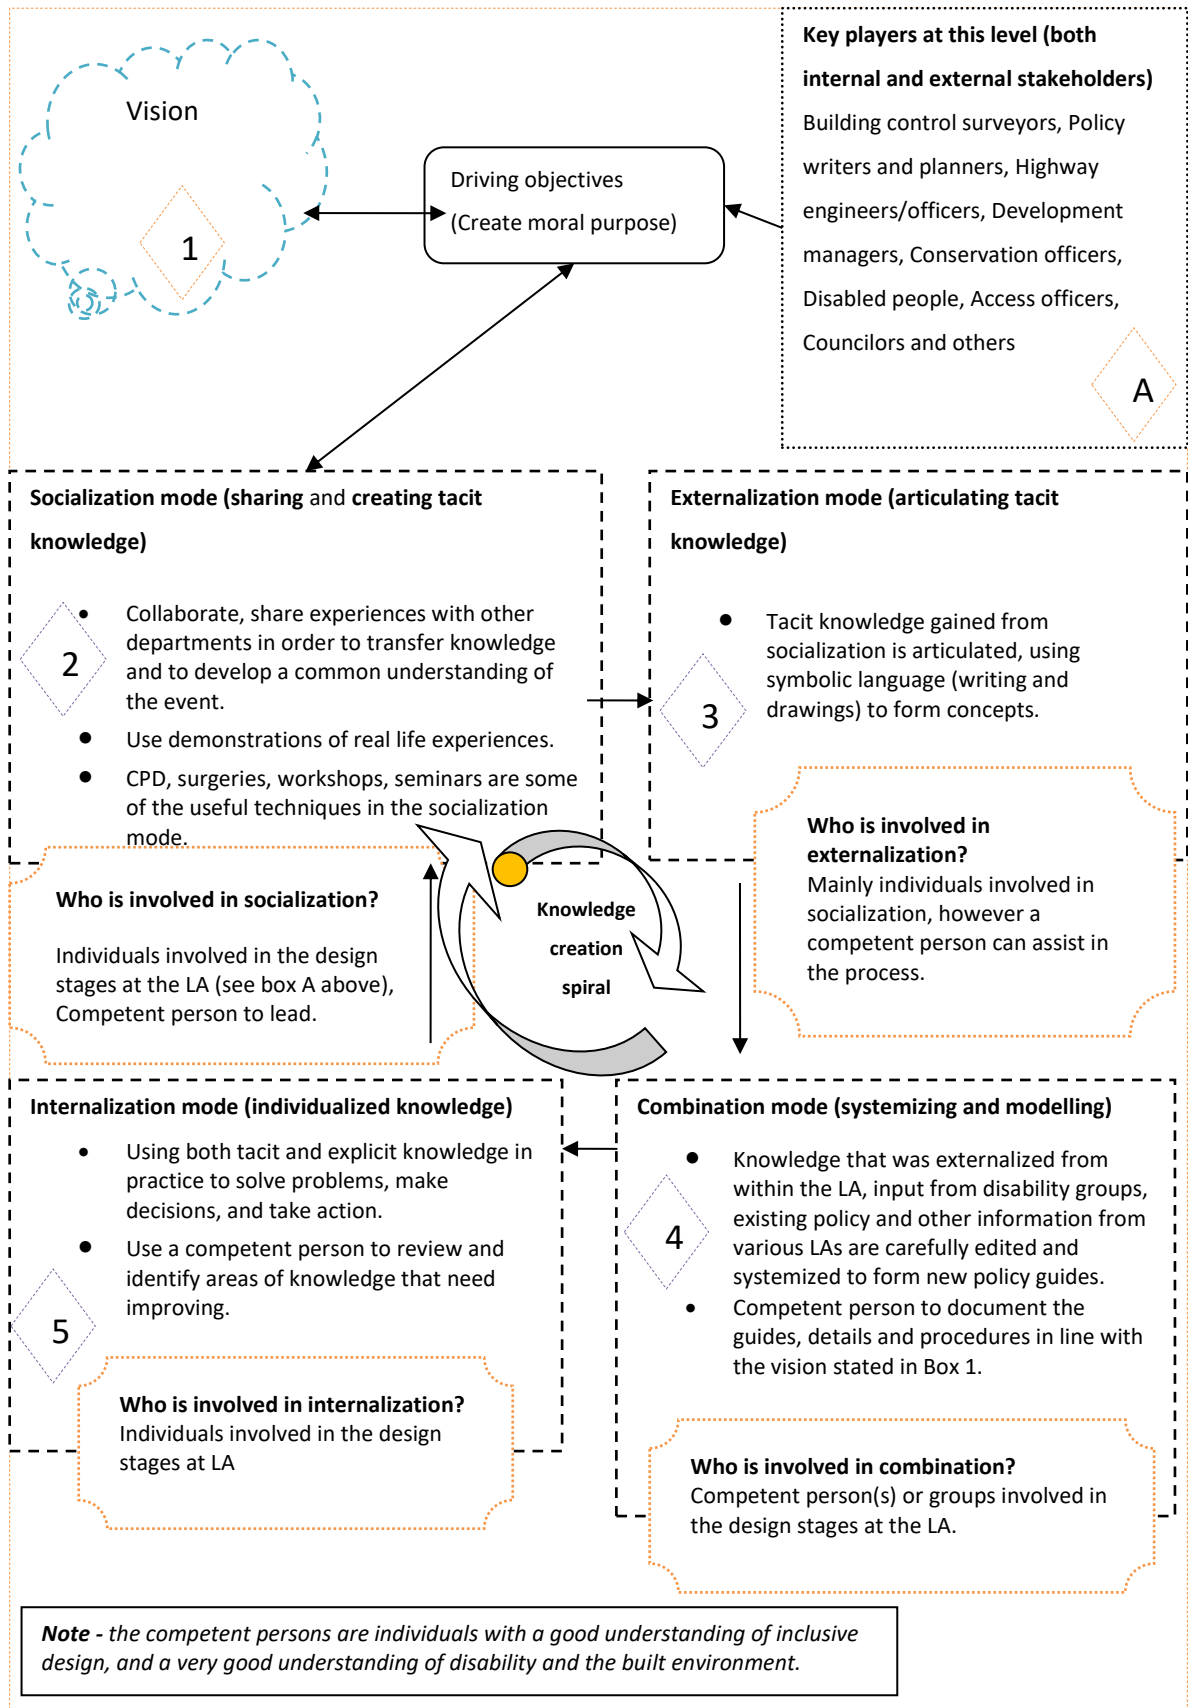 Vision
1
Driving objectives
(Create moral purpose)
Key players at this level (both
internal and external stakeholders)
Building control surveyors, Policy
writers and planners, Highway
engineers/officers, Development
managers, Conservation officers,
Disabled people, Access officers,
Councilors and others
A
Socialization mode (sharing and creating tacit
knowledge)
2
• Collaborate, share experiences with other
departments in order to transfer knowledge
and to develop a common understanding of
the event.
• Use demonstrations of real life experiences.
• CPD, surgeries, workshops, seminars are some
of the useful techniques in the socialization
mode.
Who is involved in socialization?
Individuals involved in the design
stages at the LA (see box A above),
Competent person to lead.
Externalization mode (articulating tacit
knowledge)
3
• Tacit knowledge gained from
socialization is articulated, using
symbolic language (writing and
drawings) to form concepts.
Who is involved in
externalization?
Mainly individuals involved in
socialization, however a
competent person can assist in
the process.
Knowledge
creation
spiral
Internalization mode (individualized knowledge)
• Using both tacit and explicit knowledge in
practice to solve problems, make
decisions, and take action.
• Use a competent person to review and
identify areas of knowledge that need
improving.
5
Who is involved in internalization?
Individuals involved in the design
stages at LA
Combination mode (systemizing and modelling)
4
• Knowledge that was externalized from
within the LA, input from disability groups,
existing policy and other information from
various LAs are carefully edited and
systemized to form new policy guides.
• Competent person to document the
guides, details and procedures in line with
the vision stated in Box 1.
Who is involved in combination?
Competent person(s) or groups involved in
the design stages at the LA.
Note - the competent persons are individuals with a good understanding of inclusive
design, and a very good understanding of disability and the built environment.